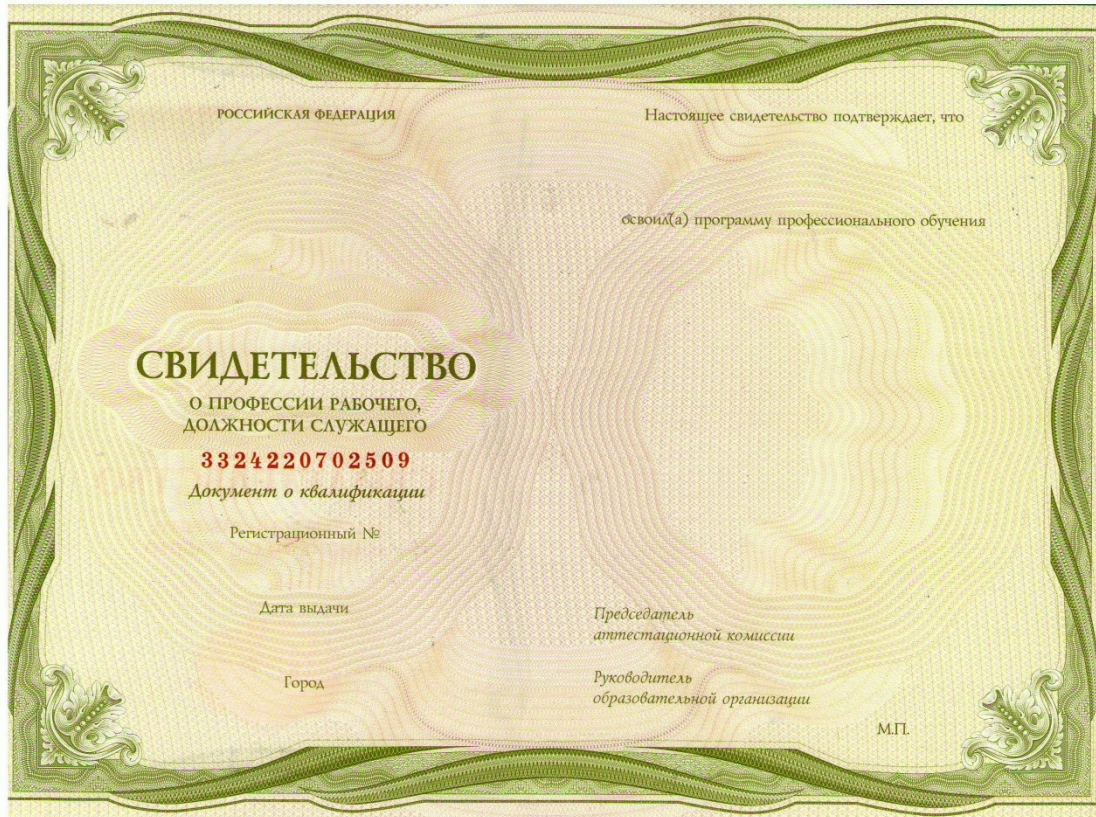 РОССИЙСКАЯ ФЕДЕРАЦИЯ
СВИДЕТЕЛЬСТВО
О ПРОФЕССИИ РАБОЧЕГО,
ДОЛЖНОСТИ СЛУЖАЩЕГО
3324220702509
Документ о квалификации
Регистрационный №
Дата выдачи
Город
Настоящее свидетельство подтверждает, что
освоил(а) программу профессионального обучения
Председатель
аттестационной комиссии
Руководитель
образовательной организации
М.П.